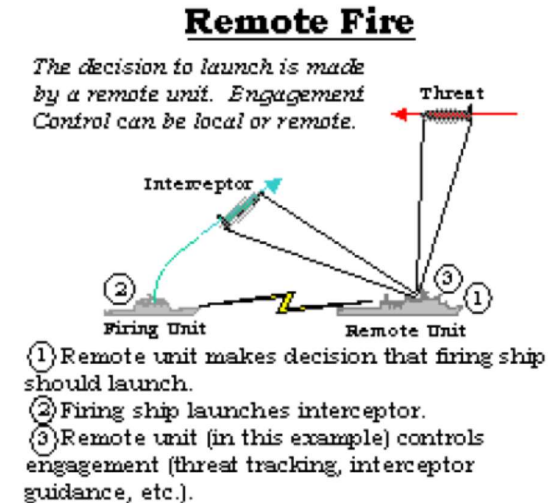 Remote Fire
The decision to launch is made
by a remote unit. Engagement
Control can be local or remote.
Threat
Interceptor
3
2
1
Firing Unit
Remote Unit
1 Remote unit makes decision that firing ship
should launch.
2 Firing ship launches interceptor.
3 Remote unit (in this example) controls
engagement (threat tracking, interceptor
guidance, etc.).